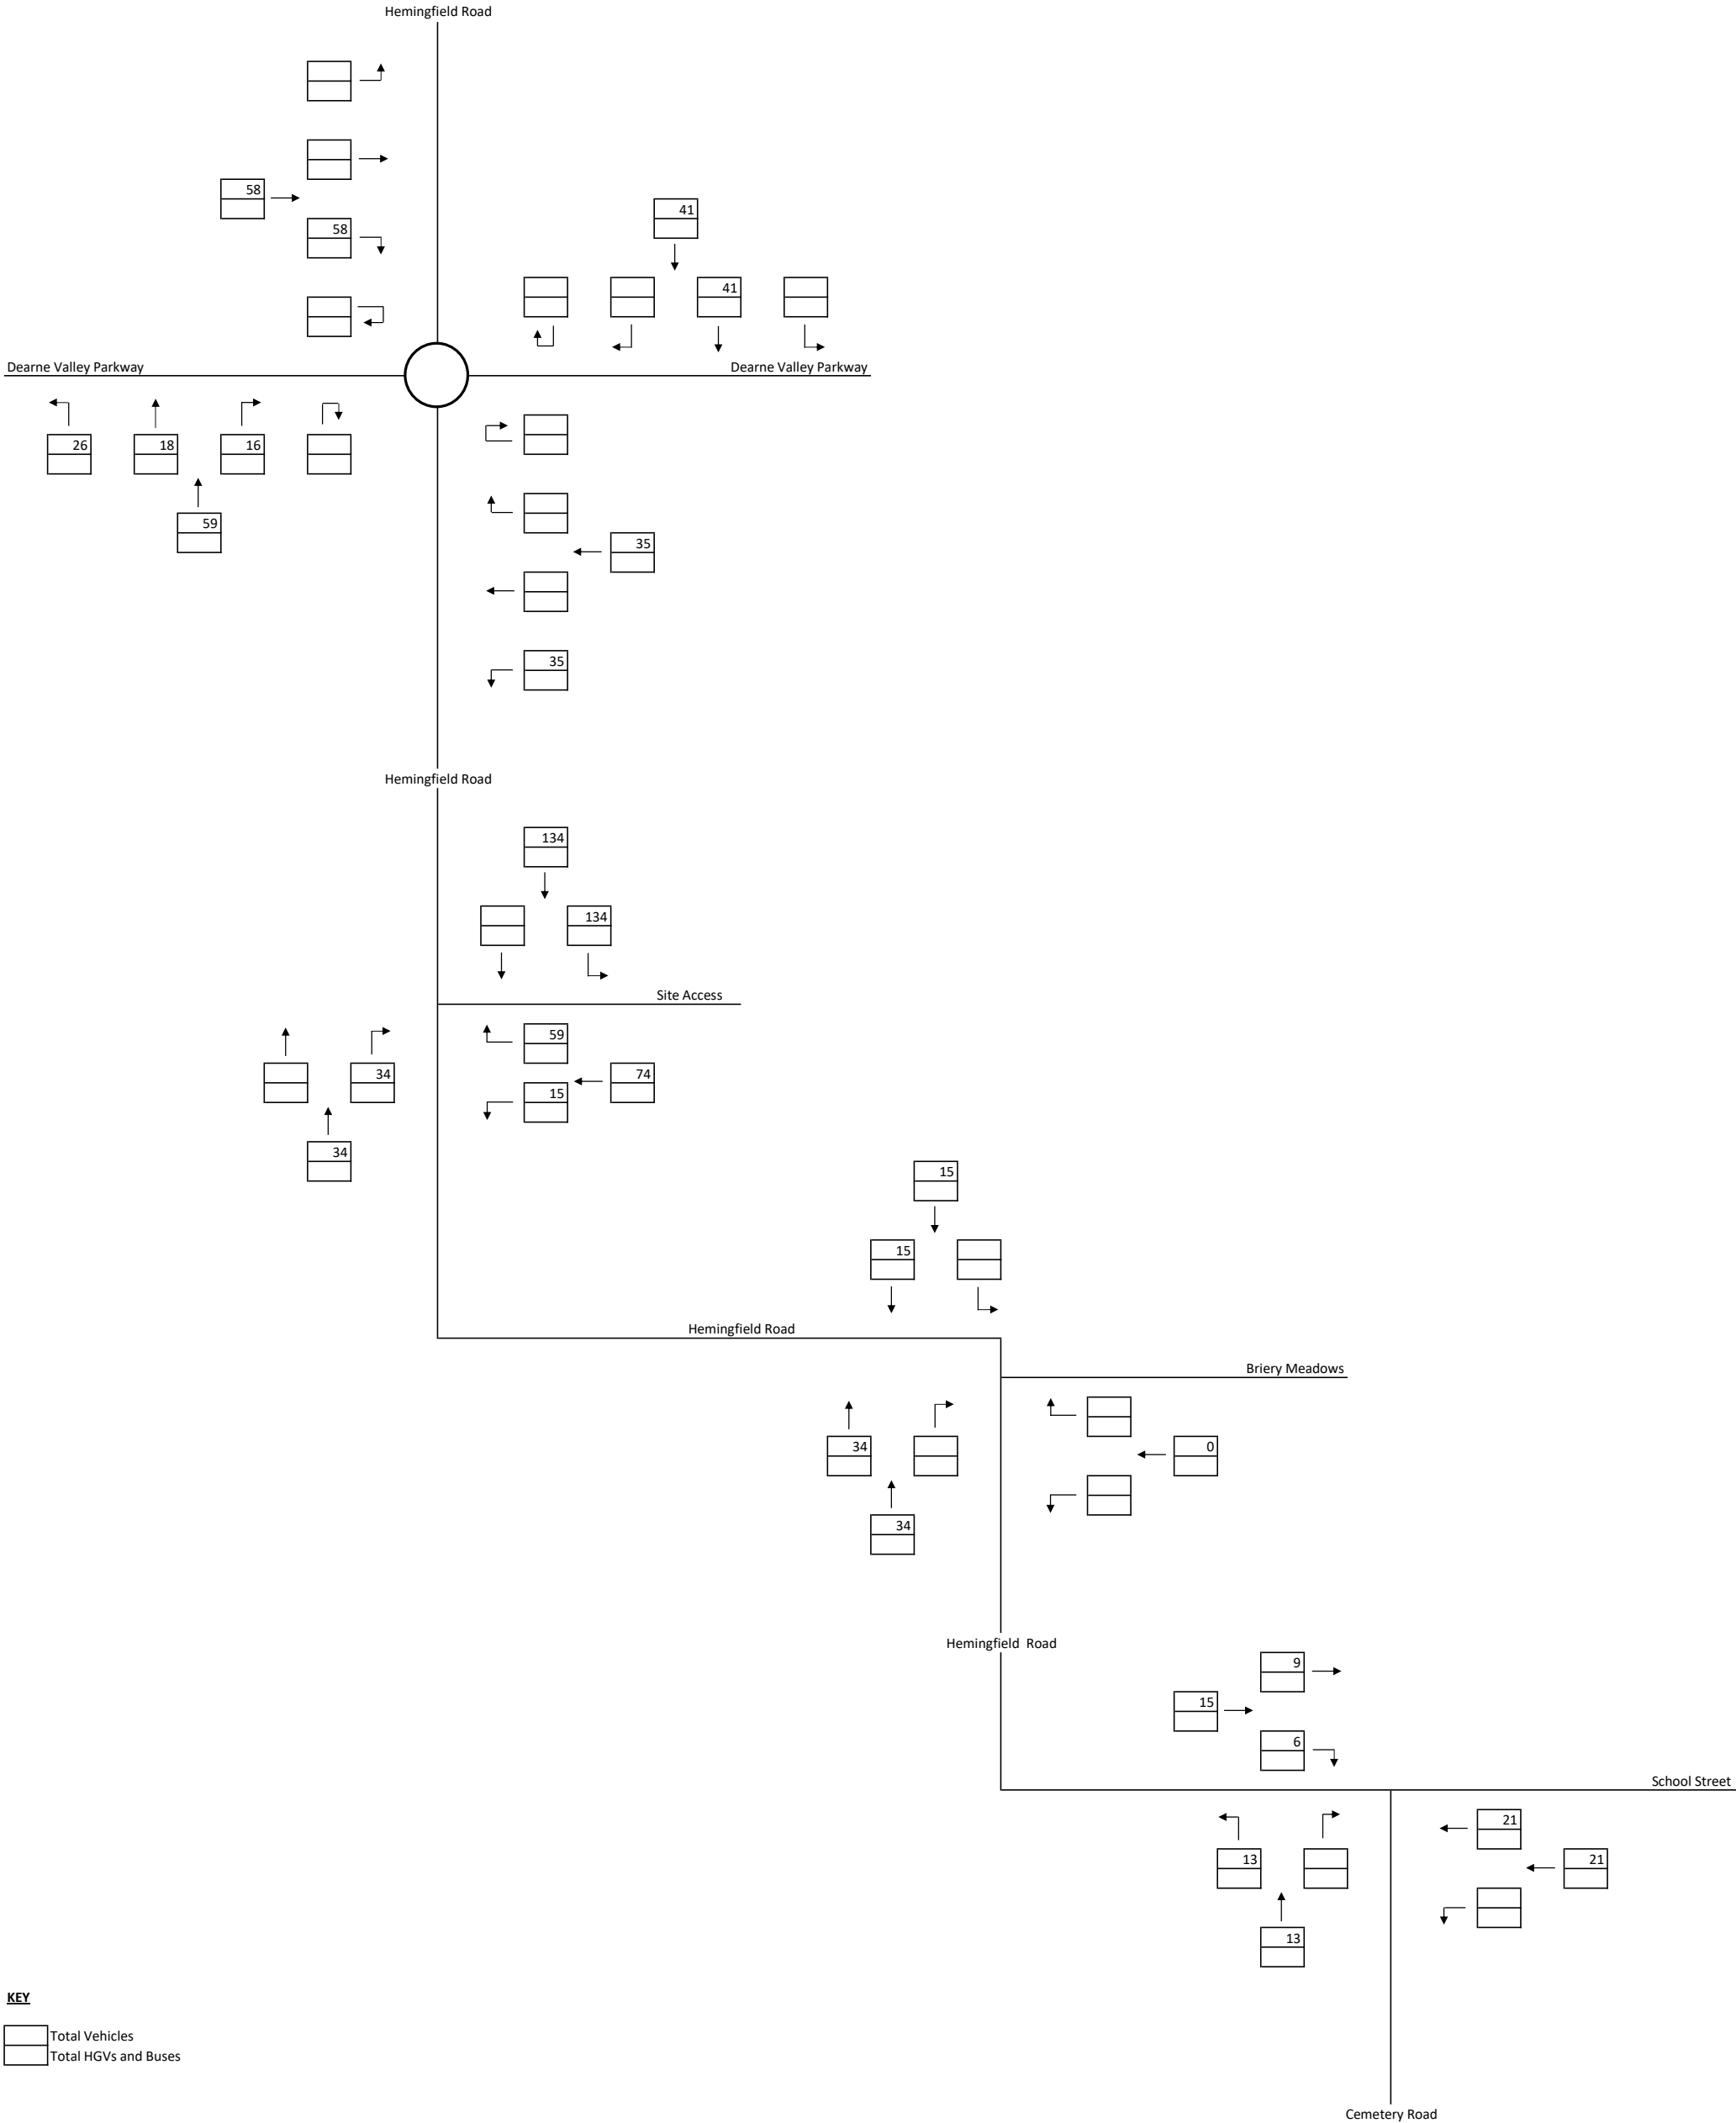 Hemingfield Road
58
41
58
41
Dearne Valley Parkway
Dearne Valley Parkway
26
18
16
59
35
35
Hemingfield Road
134
134
Site Access
59
34
74
15
34
15
15
Hemingfield Road
Briery Meadows
34
0
34
Hemingfield Road
9
15
6
School Street
21
13
21
13
KEY
Total Vehicles
Total HGVs and Buses
Cemetery Road